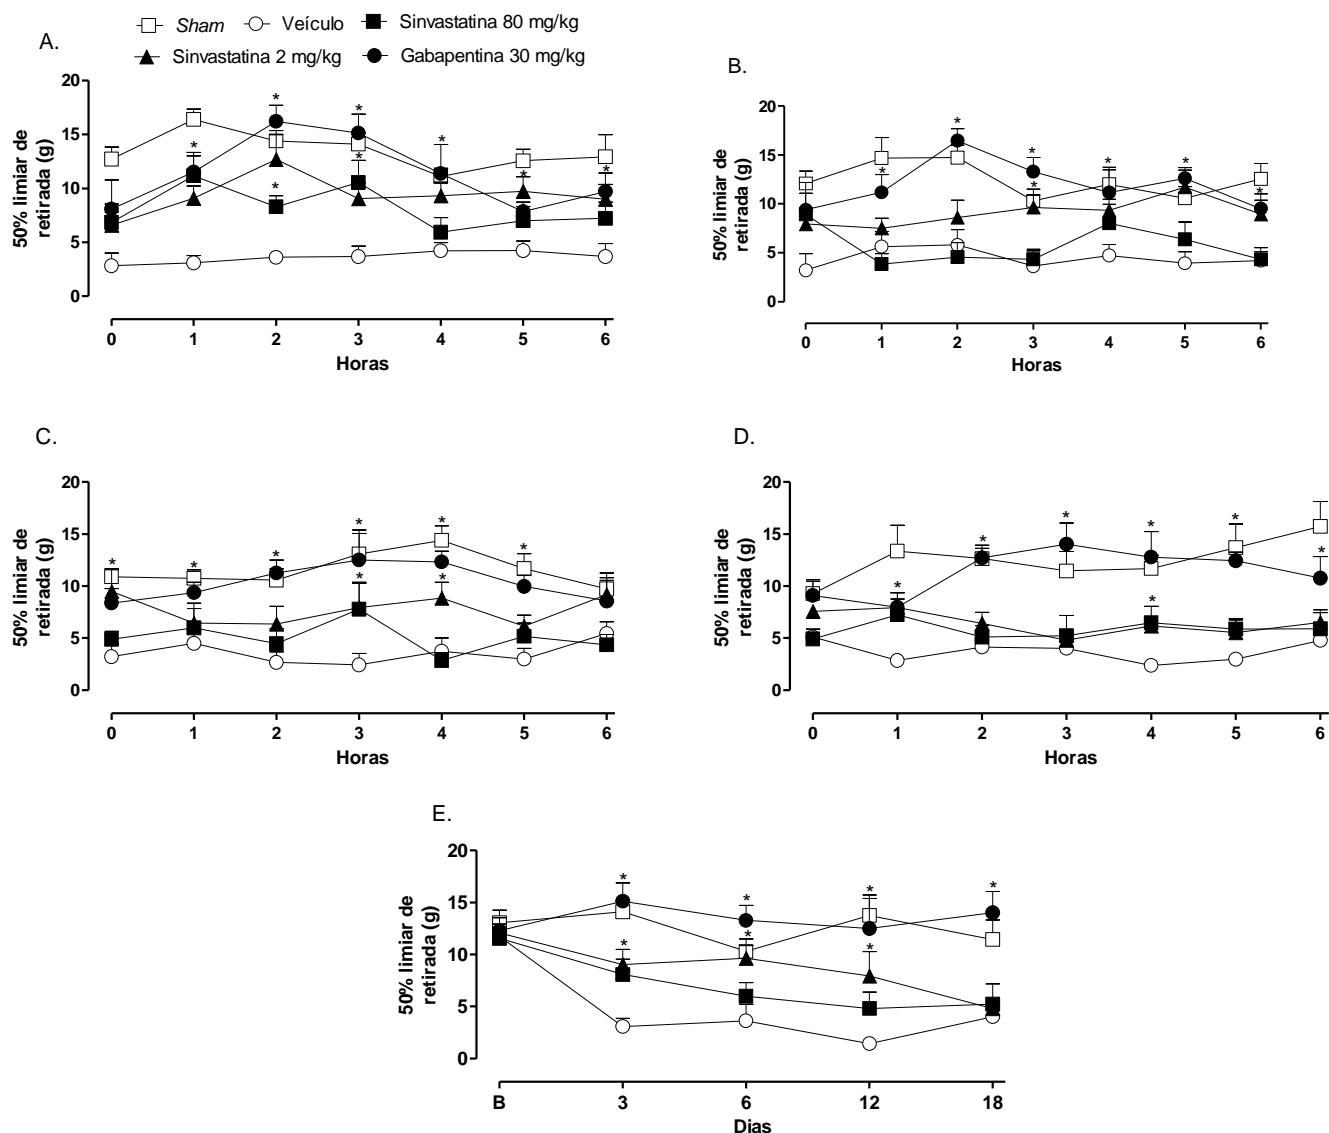 Sham Veículo Sinvastatina 80 mg/kg
Sinvastatina 2 mg/kg Gabapentina 30 mg/kg
A.
50% limiar de
retirada (g)
20
15
10
5
0
* * * * * * * *
0 1 2 3 4 5 6
Horas
B.
50% limiar de
retirada (g)
20
15
10
5
0
* * * * * * *
0 1 2 3 4 5 6
Horas
C.
50% limiar de
retirada (g)
20
15
10
5
0
* * * * * * * *
0 1 2 3 4 5 6
Horas
D.
50% limiar de
retirada (g)
20
15
10
5
0
* * * * * * *
0 1 2 3 4 5 6
Horas
E.
50% limiar de
retirada (g)
20
15
10
5
0
* * * * * * *
B 3 6 12 18
Dias